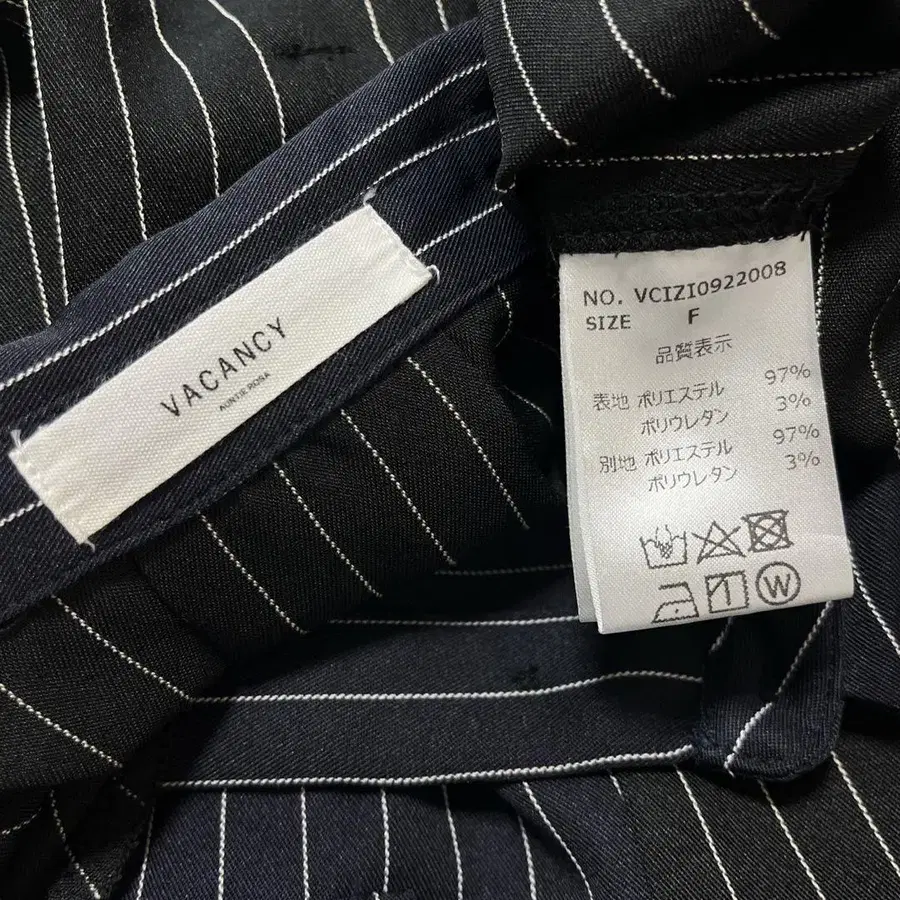 VACANCY
AUNTIE ROSA
NO. VCIZI0922008
SIZE F
品質表示
表地 ポリエステル 97%
ポリウレタン 3%
別地 ポリエステル 97%
ポリウレタン 3%
W